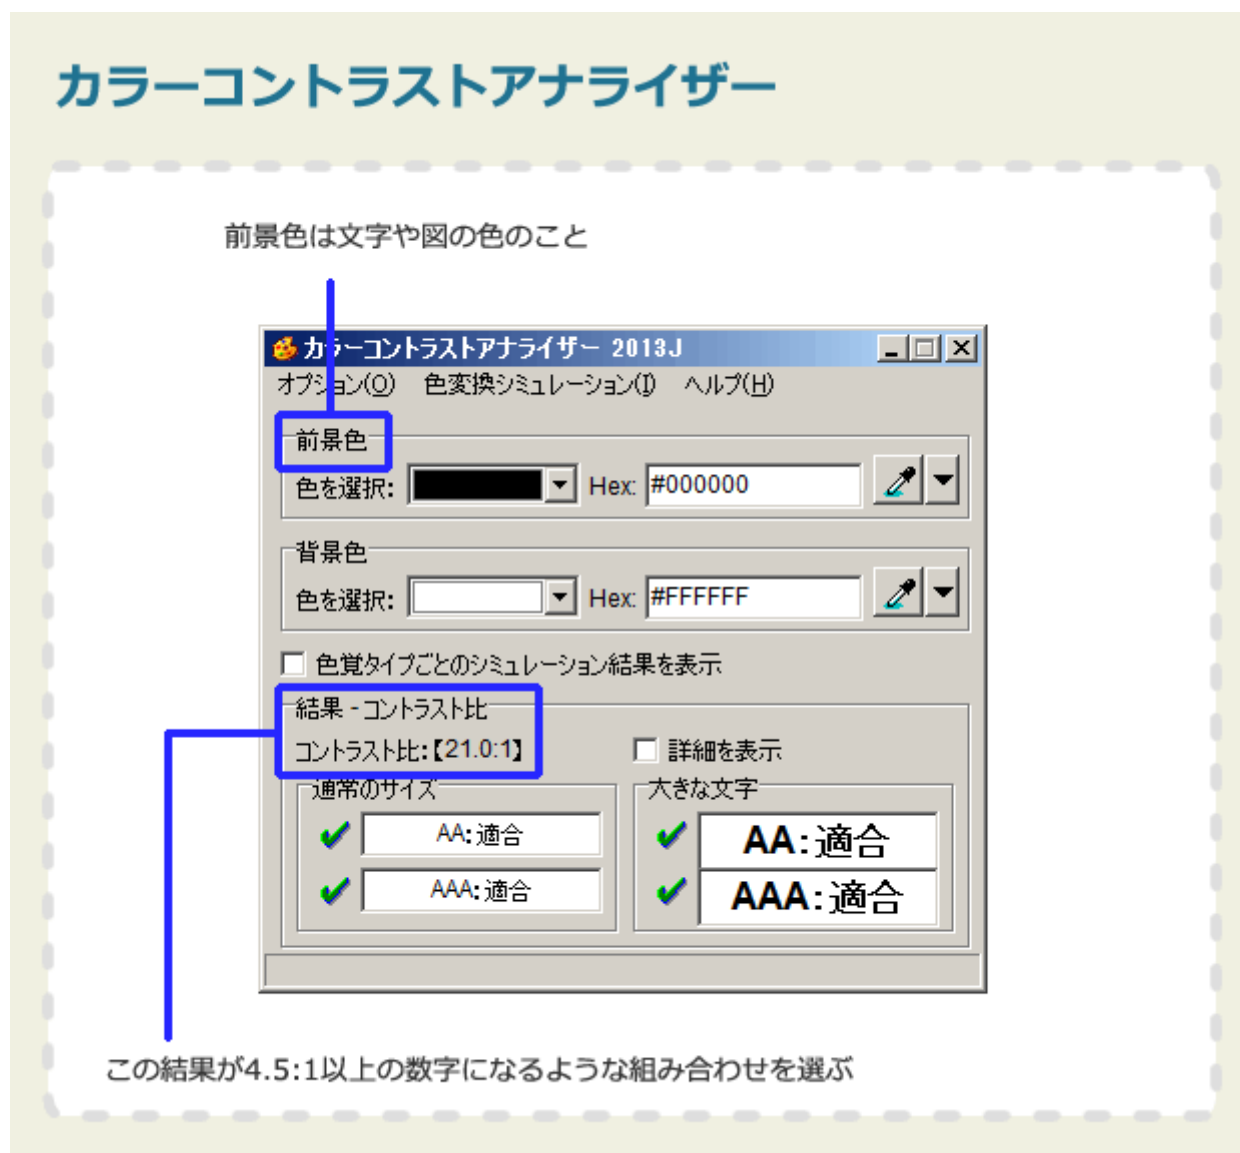 カラーコントラストアナライザー
前景色は文字や図の色のこと
カラーコントラストアナライザー 2013J
オプション(O) 色変換シミュレーション(I) ヘルプ(H)
前景色
色を選択: Hex: #000000
背景色
色を選択: Hex: #FFFFFF
色覚タイプごとのシミュレーション結果を表示
結果 - コントラスト比
コントラスト比:【21.0:1】 詳細を表示
通常のサイズ 大きな文字
AA:適合 AA:適合
AAA:適合 AAA:適合
この結果が4.5:1以上の数字になるような組み合わせを選ぶ